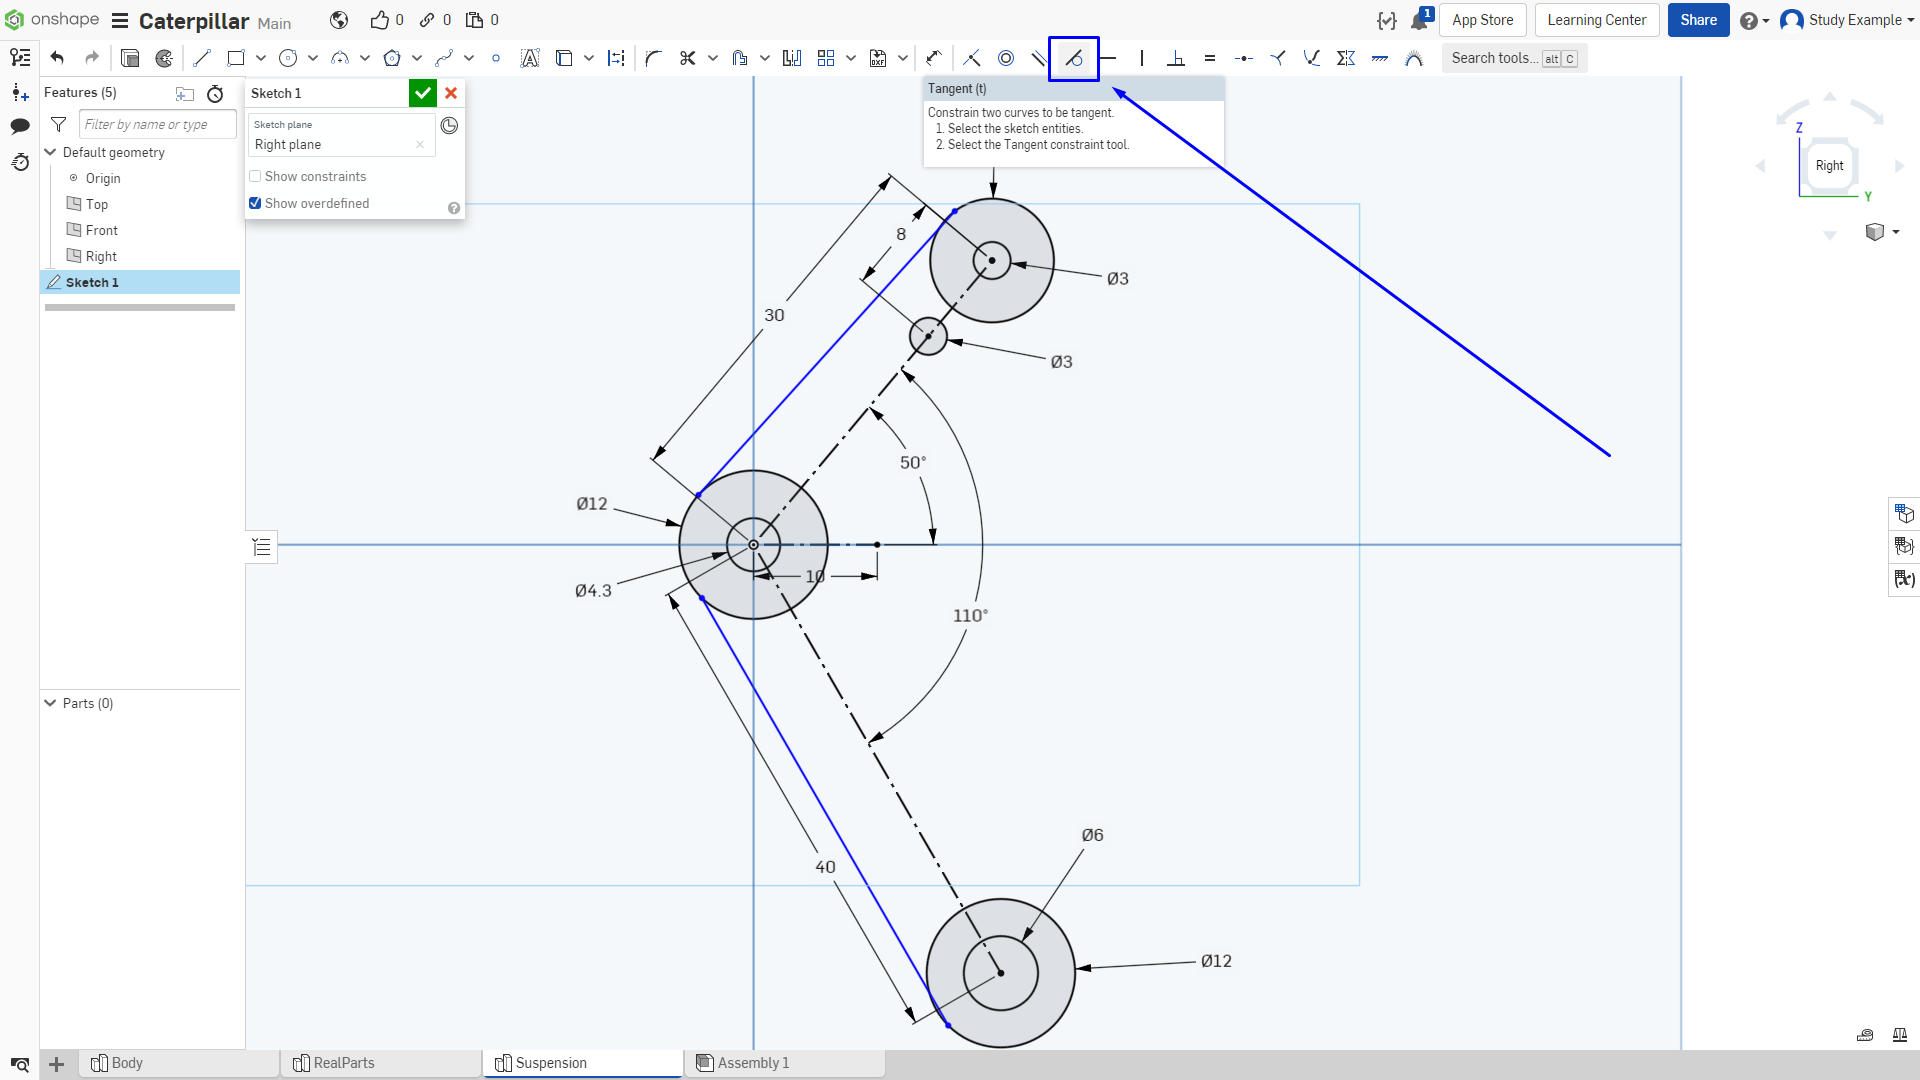 onshape
Caterpillar
Main
0
0
0
1
App Store
Learning Center
Share
Study Example
Search tools... alt C
Features (5)
Filter by name or type
Default geometry
Origin
Top
Front
Right
Sketch 1
Parts (0)
Sketch 1
Sketch plane
Right plane
Show constraints
Show overdefined
Tangent (t)
Constrain two curves to be tangent.
1. Select the sketch entities.
2. Select the Tangent constraint tool.
Z
Right
Y
8
Ø3
30
Ø3
50°
Ø12
10
Ø4.3
110°
Ø6
40
Ø12
Body
RealParts
Suspension
Assembly 1